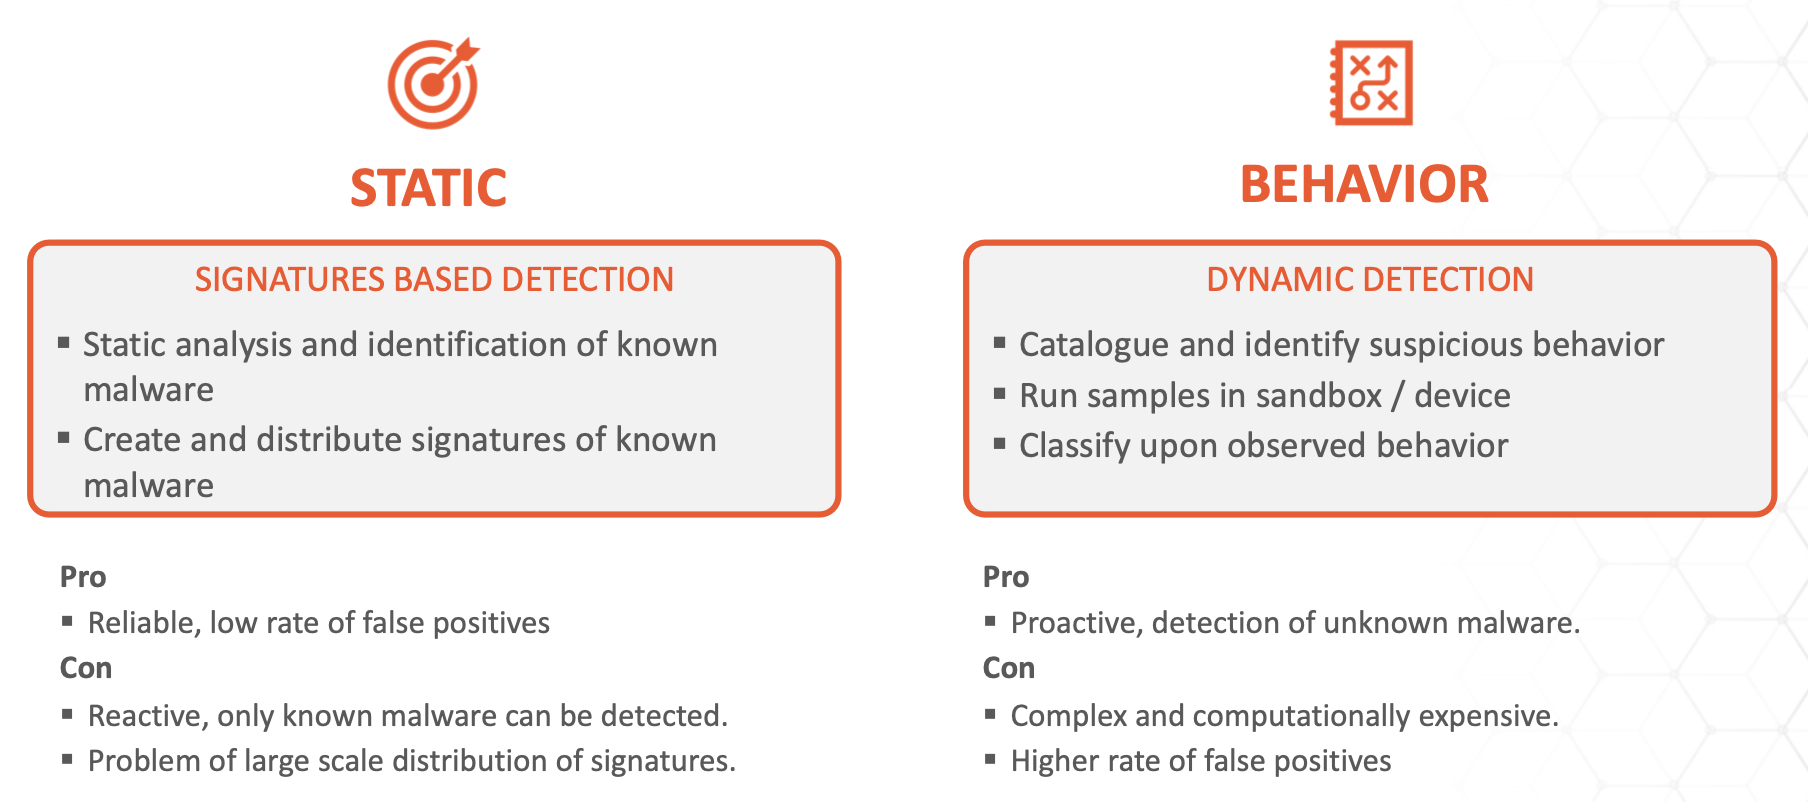 STATIC
SIGNATURES BASED DETECTION
▪ Static analysis and identification of known
malware
▪ Create and distribute signatures of known
malware
Pro
▪ Reliable, low rate of false positives
Con
▪ Reactive, only known malware can be detected.
▪ Problem of large scale distribution of signatures.
BEHAVIOR
DYNAMIC DETECTION
▪ Catalogue and identify suspicious behavior
▪ Run samples in sandbox / device
▪ Classify upon observed behavior
Pro
▪ Proactive, detection of unknown malware.
Con
▪ Complex and computationally expensive.
▪ Higher rate of false positives